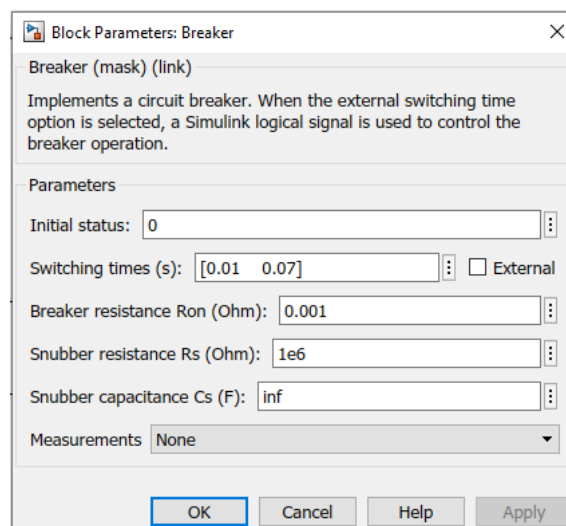 Block Parameters: Breaker
Breaker (mask) (link)
Implements a circuit breaker. When the external switching time
option is selected, a Simulink logical signal is used to control the
breaker operation.
Parameters
Initial status: 0
Switching times (s): [0.01 0.07] External
Breaker resistance Ron (Ohm): 0.001
Snubber resistance Rs (Ohm): 1e6
Snubber capacitance Cs (F): inf
Measurements None
OK Cancel Help Apply